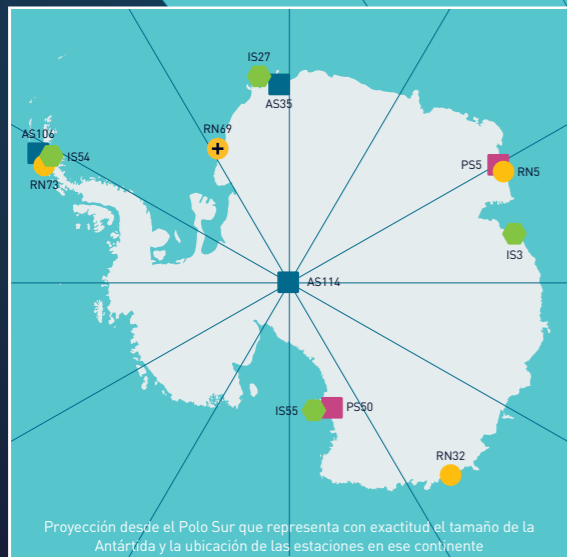 IS27
AS35
RN69
+
AS106
IS54
RN73
PS5
RN5
IS3
AS114
IS55
PS50
RN32
Proyección desde el Polo Sur que representa con exactitud el tamaño de la
Antártida y la ubicación de las estaciones en ese continente